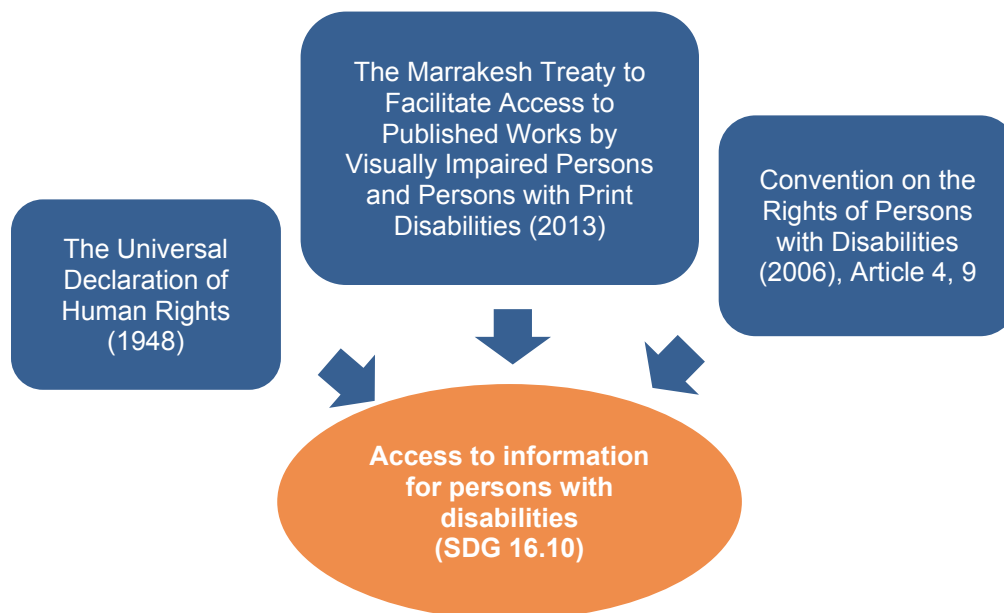 The Marrakesh Treaty to
Facilitate Access to
Published Works by
Visually Impaired Persons
and Persons with Print
Disabilities (2013)
Convention on the
Rights of Persons
with Disabilities
(2006), Article 4, 9
The Universal
Declaration of
Human Rights
(1948)
Access to information
for persons with
disabilities
(SDG 16.10)